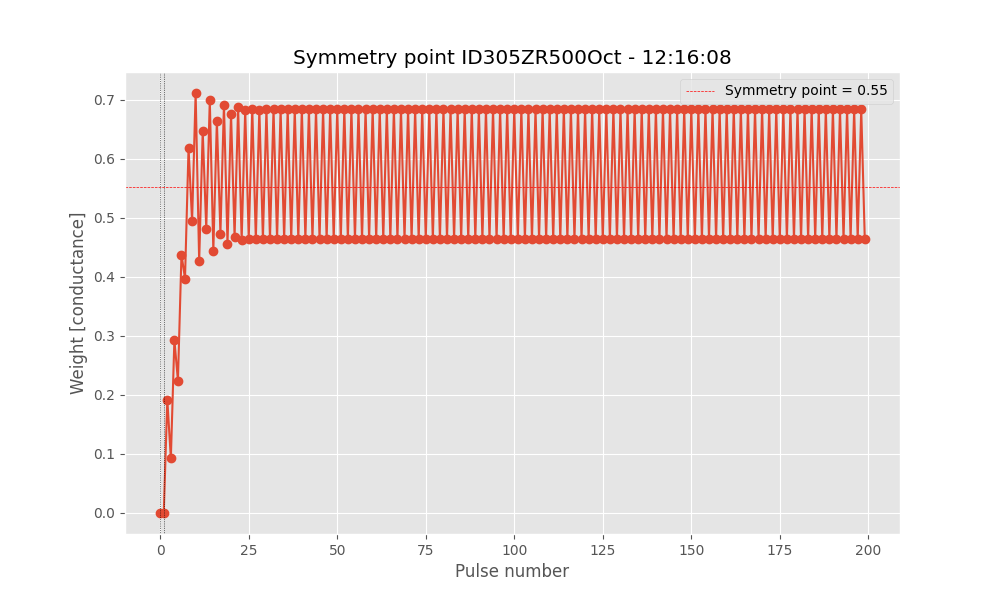 Symmetry point ID305ZR500Oct - 12:16:08
Symmetry point = 0.55
0.7
0.6
0.5
0.4
0.3
0.2
0.1
0.0
Weight [conductance]
0 25 50 75 100 125 150 175 200
Pulse number